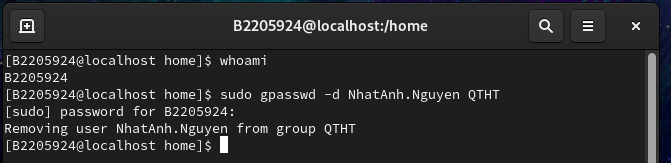 B2205924@localhost:/home
[B2205924@localhost home]$ whoami
B2205924
[B2205924@localhost home]$ sudo gpasswd -d NhatAnh.Nguyen QTHT
[sudo] password for B2205924:
Removing user NhatAnh.Nguyen from group QTHT
[B2205924@localhost home]$